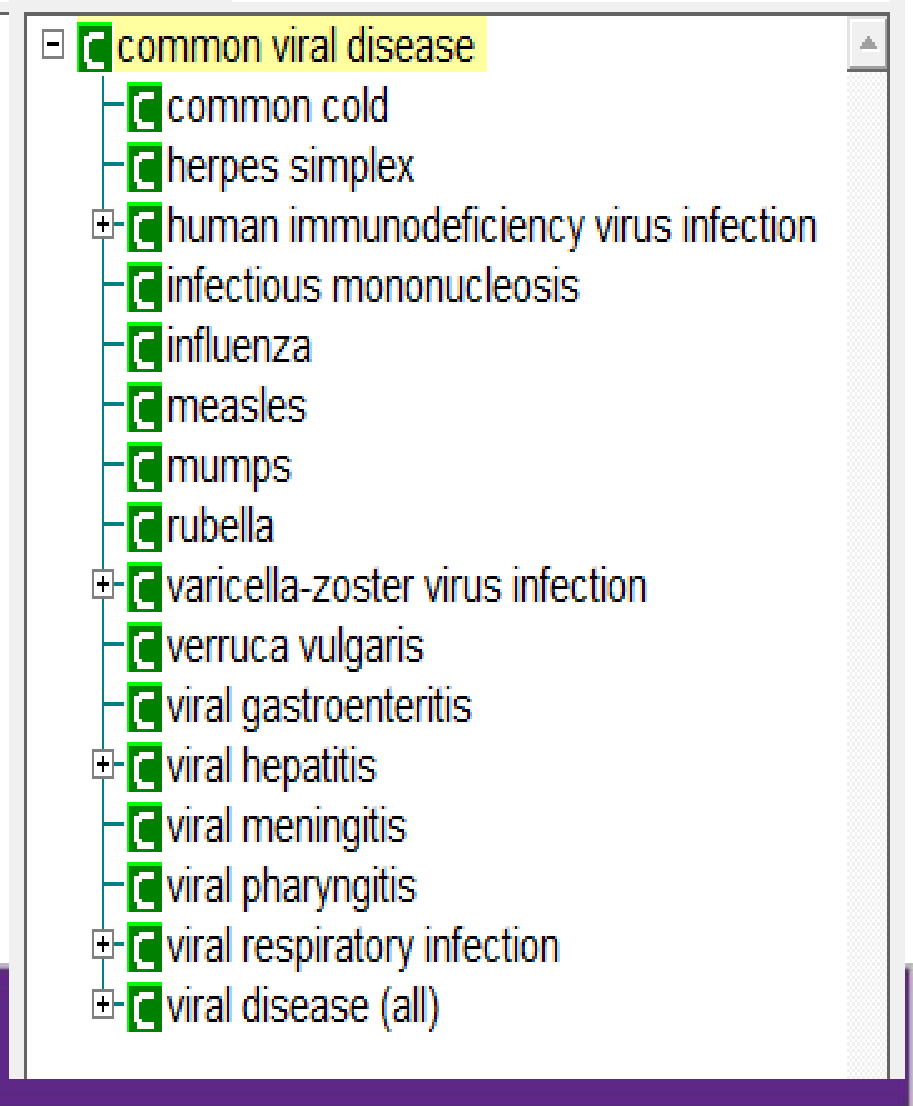 common viral disease
common cold
herpes simplex
human immunodeficiency virus infection
infectious mononucleosis
influenza
measles
mumps
rubella
varicella-zoster virus infection
verruca vulgaris
viral gastroenteritis
viral hepatitis
viral meningitis
viral pharyngitis
viral respiratory infection
viral disease (all)